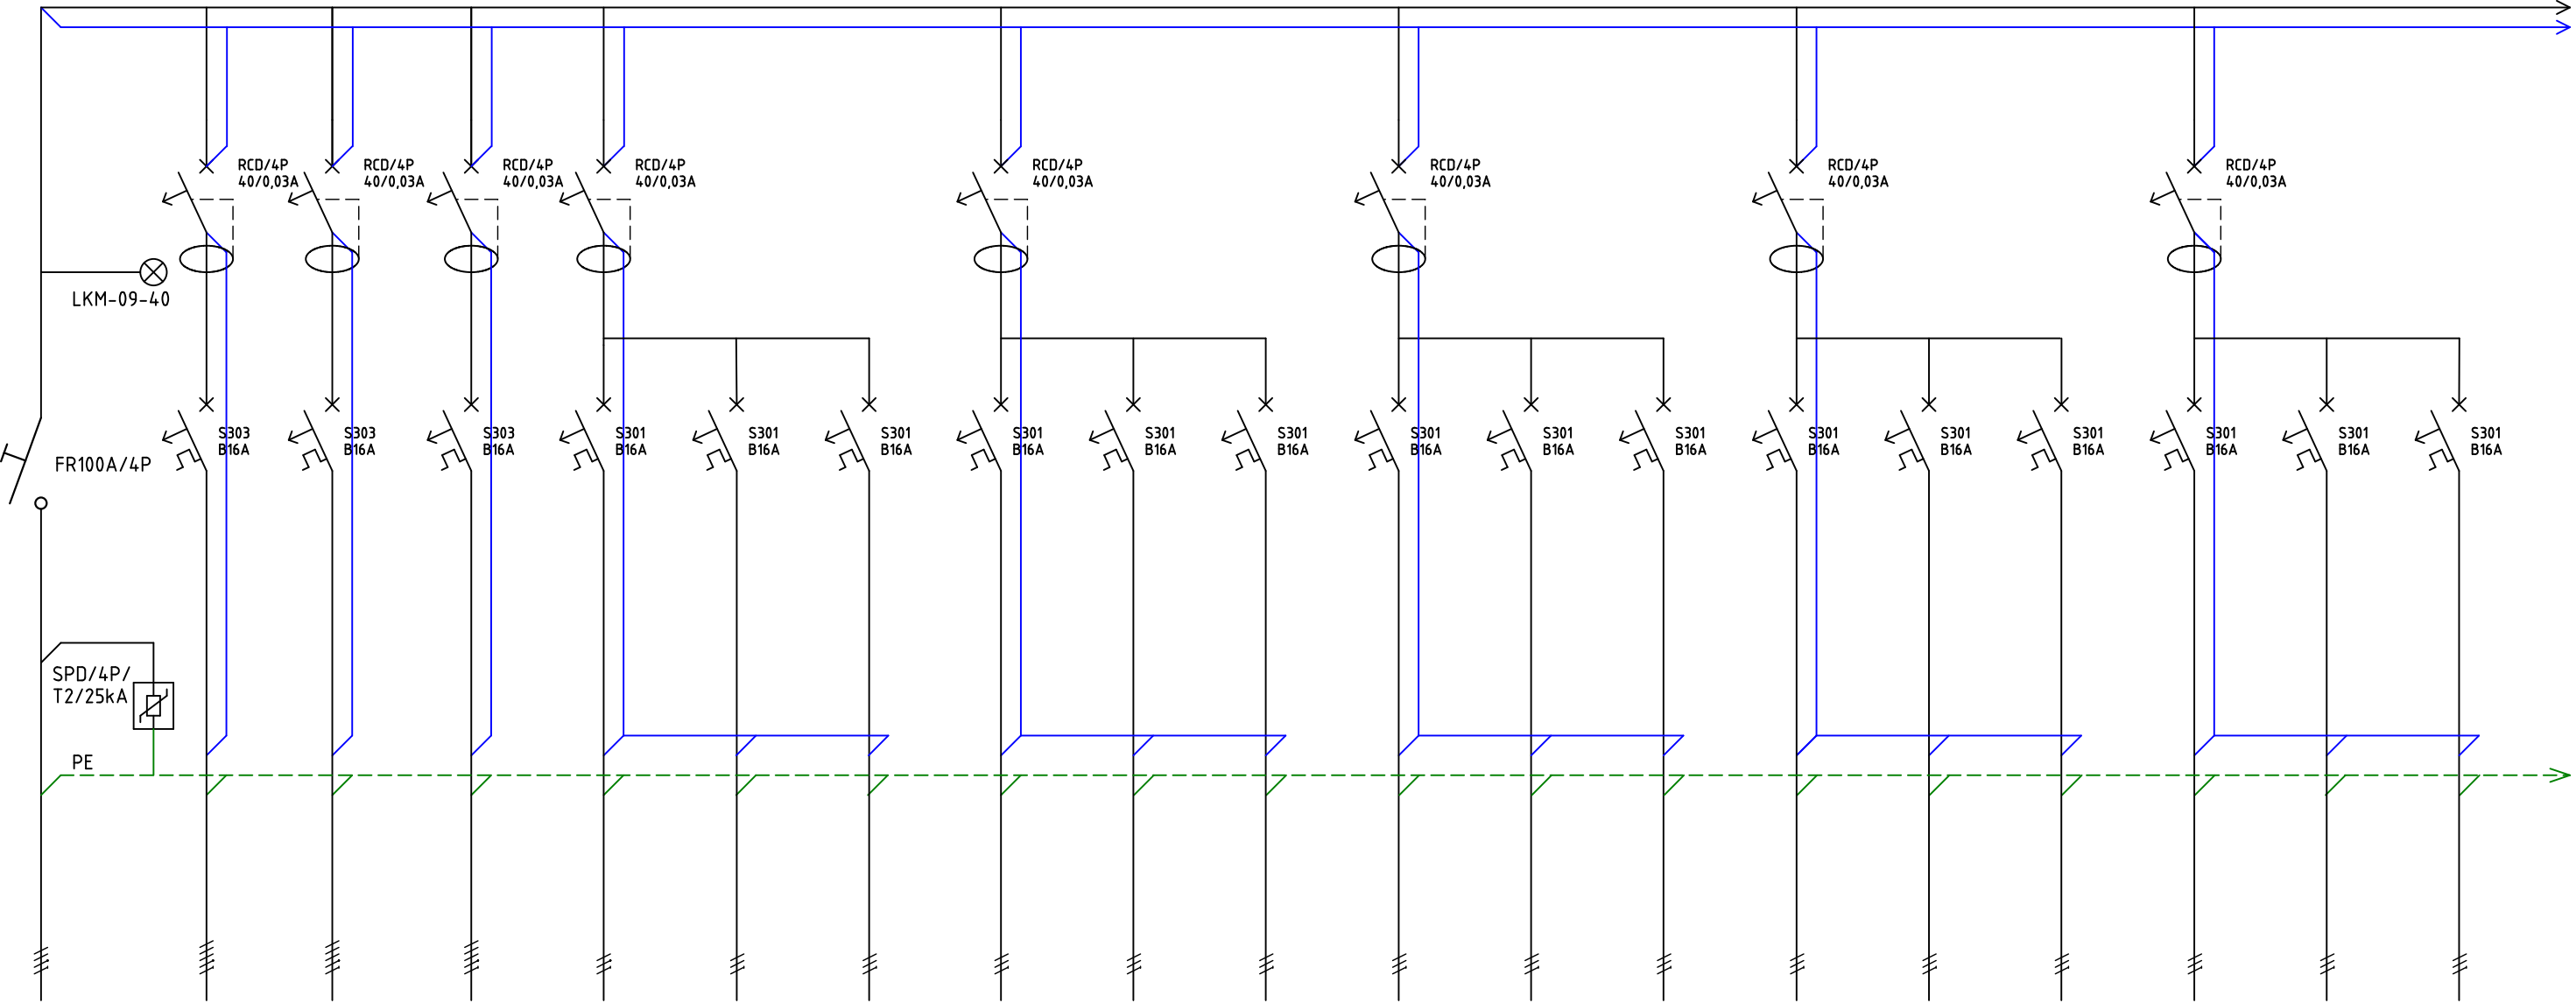 RCD/4P
40/0,03A
RCD/4P
40/0,03A
RCD/4P
40/0,03A
RCD/4P
40/0,03A
RCD/4P
40/0,03A
RCD/4P
40/0,03A
RCD/4P
40/0,03A
RCD/4P
40/0,03A
LKM-09-40
FR100A/4P
S303
B16A
S303
B16A
S303
B16A
S301
B16A
S301
B16A
S301
B16A
S301
B16A
S301
B16A
S301
B16A
S301
B16A
S301
B16A
S301
B16A
S301
B16A
S301
B16A
S301
B16A
S301
B16A
S301
B16A
S301
B16A
SPD/4P/
T2/25kA
PE